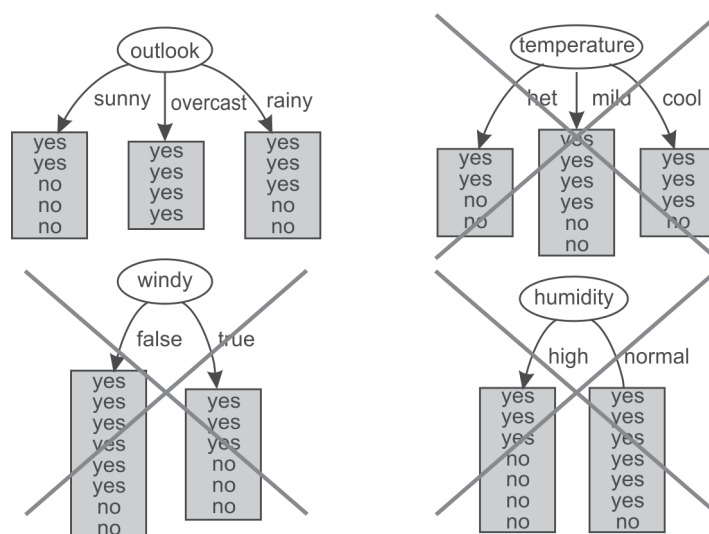 outlook
sunny overcast rainy
yes
yes
no
no
no
yes
yes
yes
yes
yes
yes
yes
no
no
temperature
het mild cool
yes
yes
no
no
yes
yes
yes
yes
no
no
yes
yes
yes
no
windy
false true
yes
yes
yes
yes
yes
yes
no
no
yes
yes
yes
no
no
no
humidity
high normal
yes
yes
yes
no
no
no
no
yes
yes
yes
yes
yes
yes
no